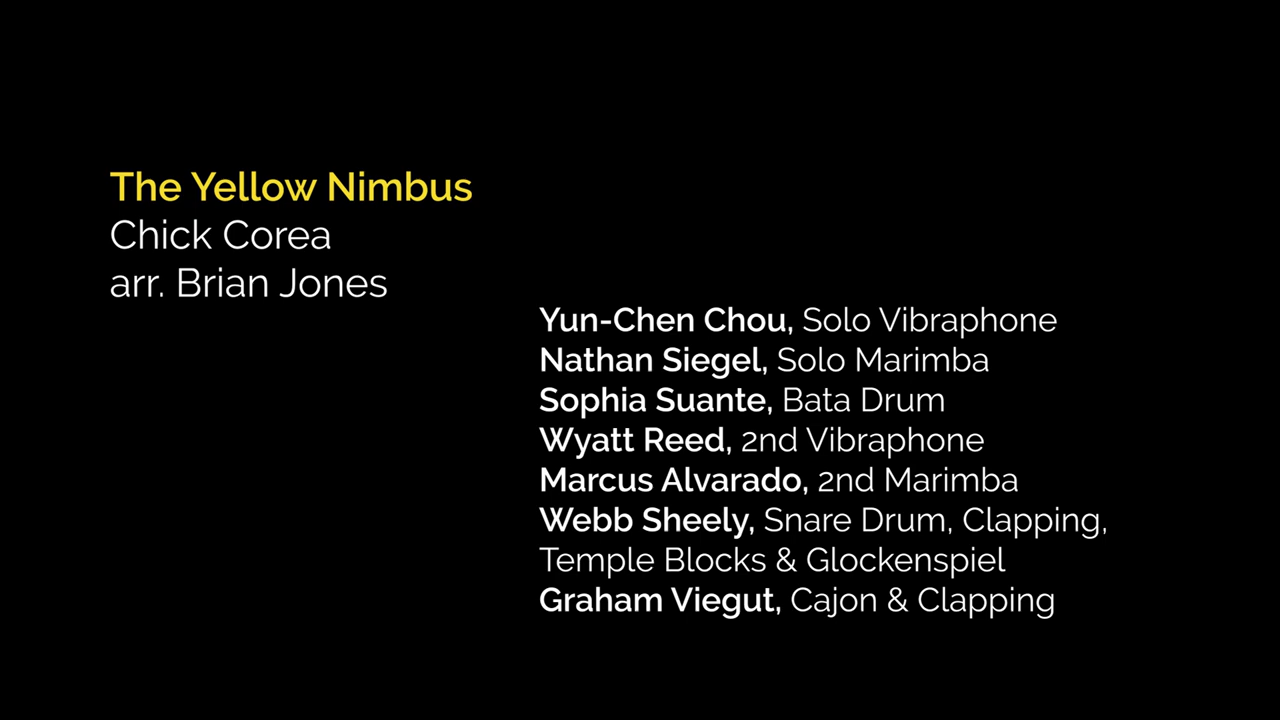 The Yellow Nimbus
Chick Corea
arr. Brian Jones
Yun-Chen Chou, Solo Vibraphone
Nathan Siegel, Solo Marimba
Sophia Suante, Bata Drum
Wyatt Reed, 2nd Vibraphone
Marcus Alvarado, 2nd Marimba
Webb Sheely, Snare Drum, Clapping,
Temple Blocks & Glockenspiel
Graham Viegut, Cajon & Clapping